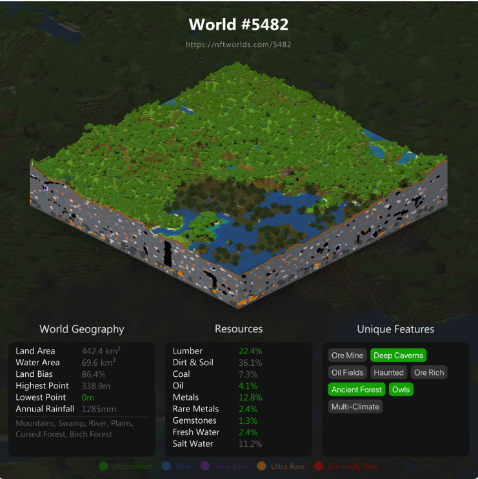 World #5482
https://nftworlds.com/5482
World Geography
Land Area 442.4 km²
Water Area 69.6 km²
Land Bias 86.4%
Highest Point 338.9m
Lowest Point 0m
Annual Rainfall 1285mm
Mountains, Swamp, River, Plains,
Cursed Forest, Birch Forest
Resources
Lumber 22.4%
Dirt & Soil 36.1%
Coal 7.3%
Oil 4.1%
Metals 12.8%
Rare Metals 2.4%
Gemstones 1.3%
Fresh Water 2.4%
Salt Water 11.2%
Unique Features
Ore Mine Deep Caverns
Oil Fields Haunted Ore Rich
Ancient Forest Owls
Multi-Climate
Uncommon Rare Very Rare Ultra Rare Extremely Rare